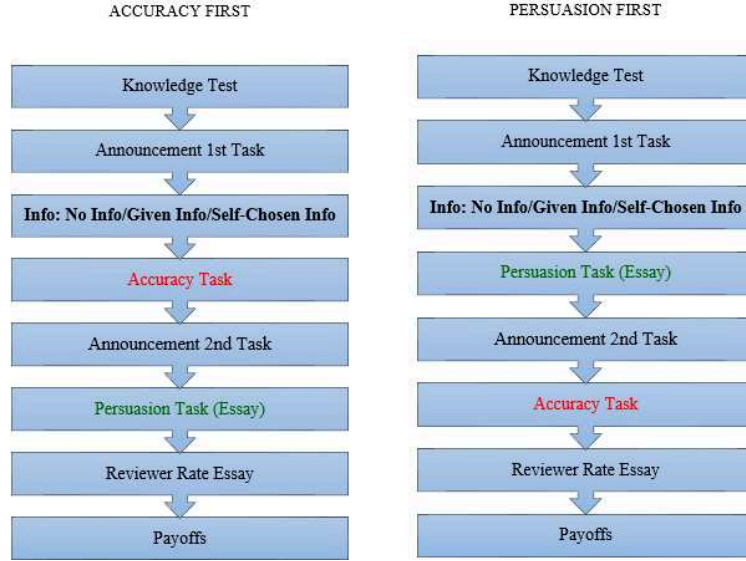 ACCURACY FIRST
Knowledge Test
Announcement 1st Task
Info: No Info/Given Info/Self-Chosen Info
Accuracy Task
Announcement 2nd Task
Persuasion Task (Essay)
Reviewer Rate Essay
Payoffs
PERSUASION FIRST
Knowledge Test
Announcement 1st Task
Info: No Info/Given Info/Self-Chosen Info
Persuasion Task (Essay)
Announcement 2nd Task
Accuracy Task
Reviewer Rate Essay
Payoffs